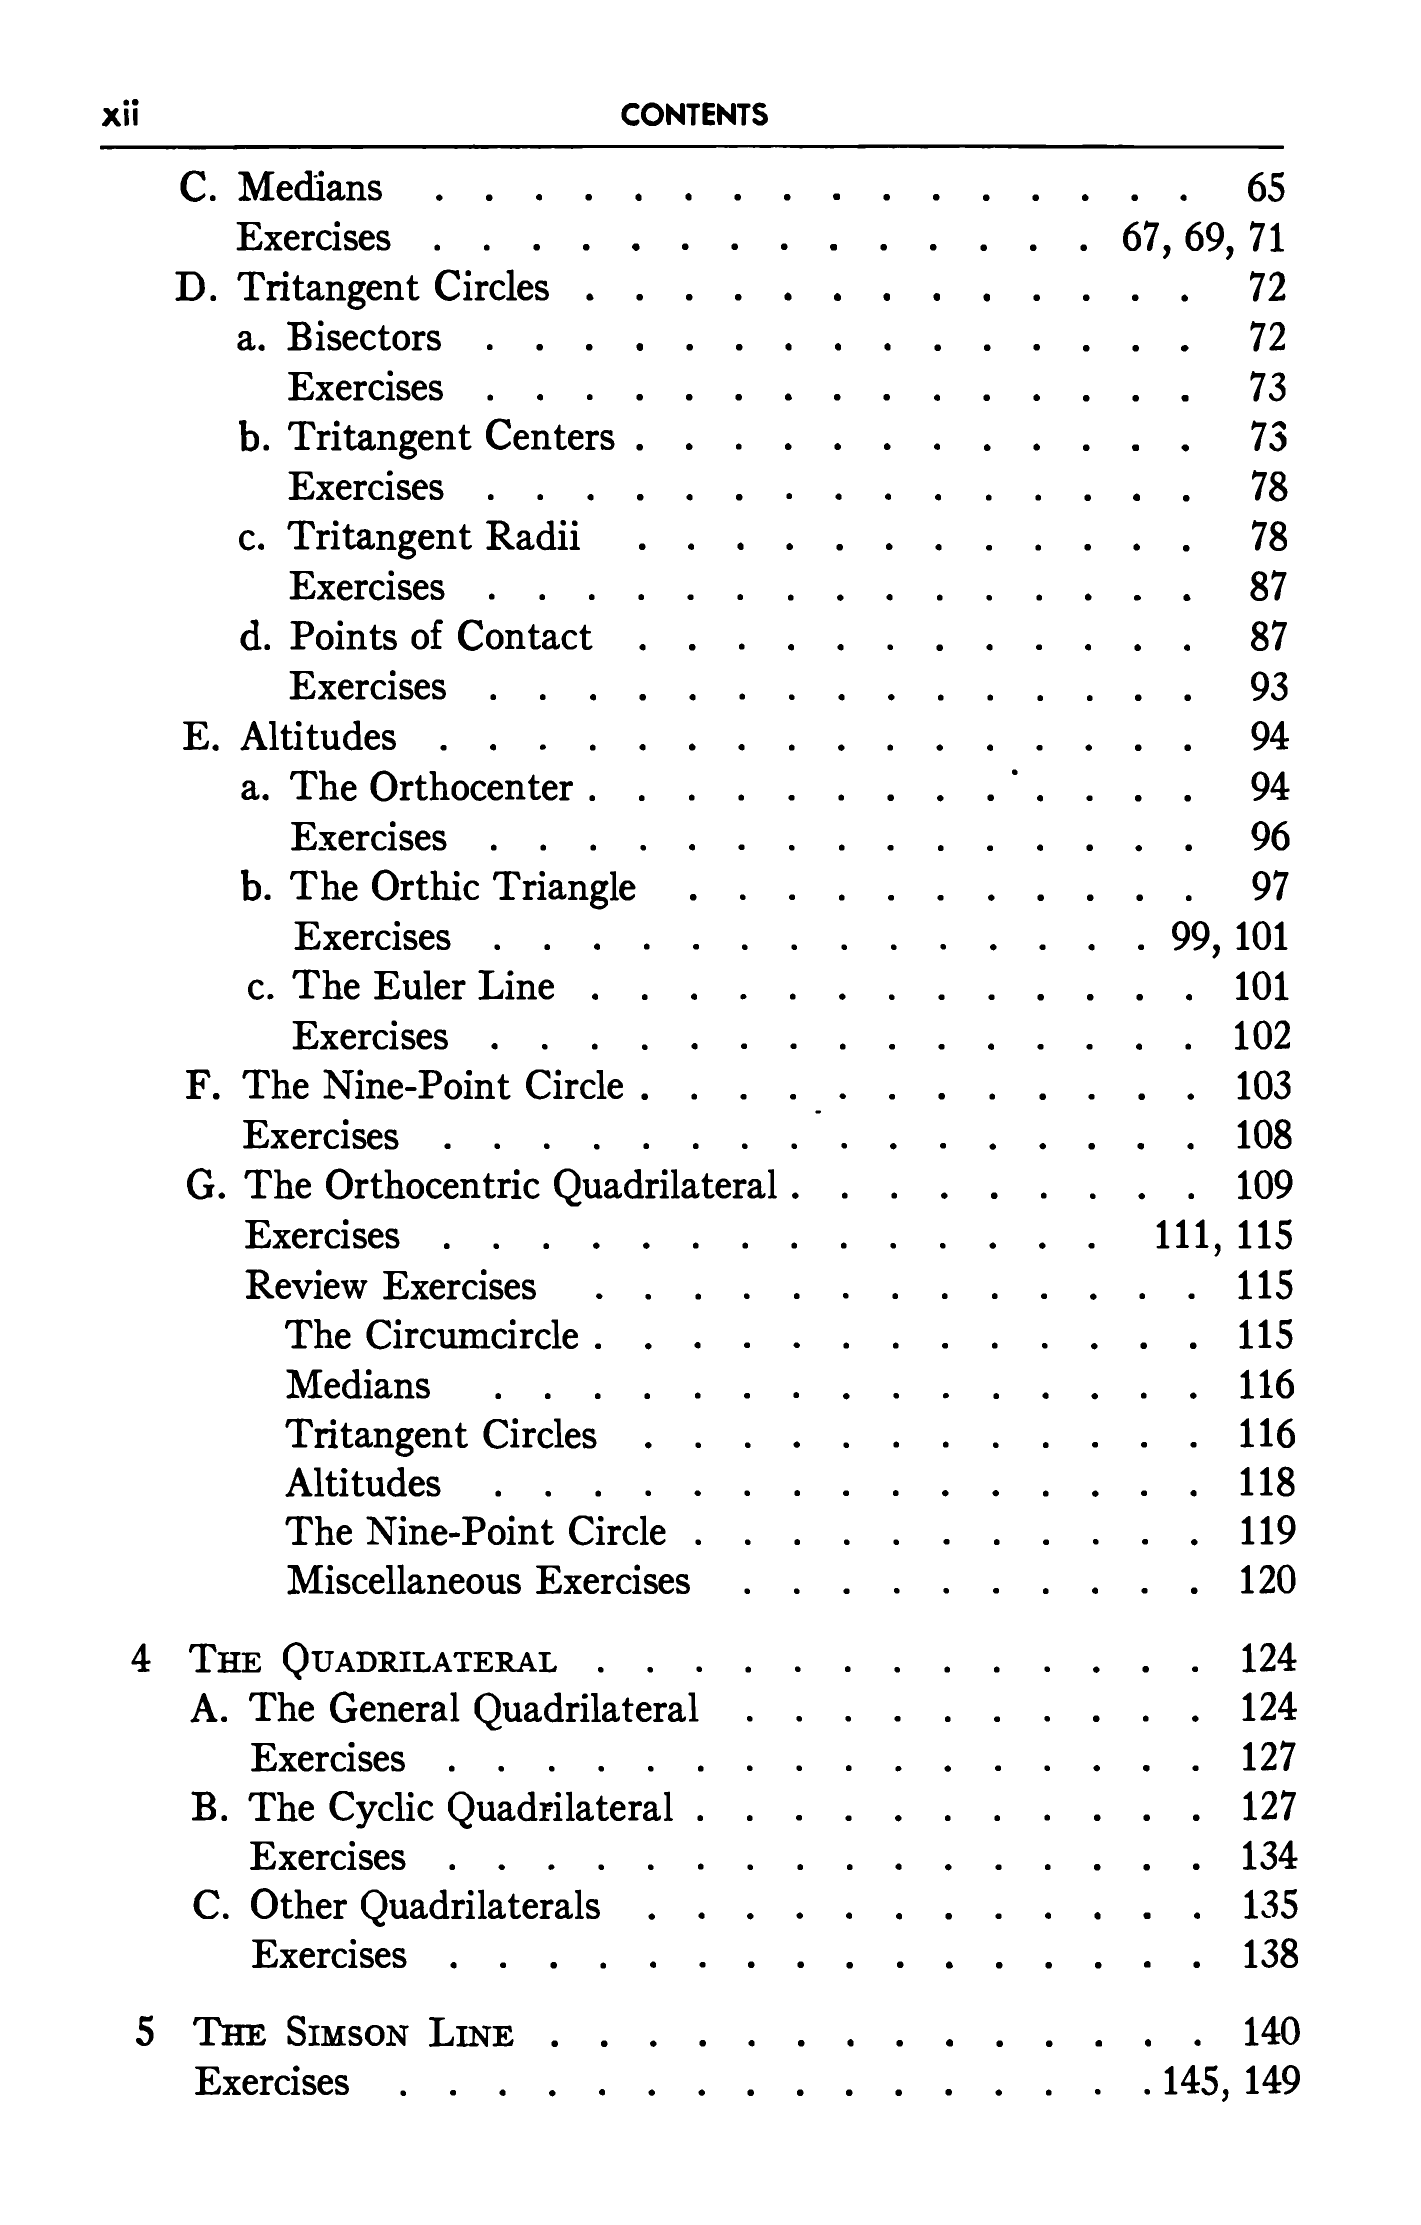 xii CONTENTS
C. Medians . . . . . . . . . . . . . . . . 65
Exercises . . . . . . . . . . . . . . 67, 69, 71
D. Tritangent Circles . . . . . . . . . . . . . 72
a. Bisectors . . . . . . . . . . . . . . . 72
Exercises . . . . . . . . . . . . . . . 73
b. Tritangent Centers . . . . . . . . . . . . 73
Exercises . . . . . . . . . . . . . . . 78
c. Tritangent Radii . . . . . . . . . . . . 78
Exercises . . . . . . . . . . . . . . . 87
d. Points of Contact . . . . . . . . . . . . 87
Exercises . . . . . . . . . . . . . . . 93
E. Altitudes . . . . . . . . . . . . . . . . 94
a. The Orthocenter . . . . . . . . . . . . . 94
Exercises . . . . . . . . . . . . . . . 96
b. The Orthic Triangle . . . . . . . . . . . 97
Exercises . . . . . . . . . . . . . . 99, 101
c. The Euler Line . . . . . . . . . . . . . 101
Exercises . . . . . . . . . . . . . . . 102
F. The Nine-Point Circle . . . . . . . . . . . . 103
Exercises . . . . . . . . . . . . . . . . 108
G. The Orthocentric Quadrilateral . . . . . . . . . 109
Exercises . . . . . . . . . . . . . . 111, 115
Review Exercises . . . . . . . . . . . . . 115
The Circumcircle . . . . . . . . . . . . . 115
Medians . . . . . . . . . . . . . . . 116
Tritangent Circles . . . . . . . . . . . . 116
Altitudes . . . . . . . . . . . . . . . 118
The Nine-Point Circle . . . . . . . . . . . 119
Miscellaneous Exercises . . . . . . . . . . 120
4 THE QUADRILATERAL . . . . . . . . . . . . . 124
A. The General Quadrilateral . . . . . . . . . . 124
Exercises . . . . . . . . . . . . . . . . 127
B. The Cyclic Quadrilateral . . . . . . . . . . . 127
Exercises . . . . . . . . . . . . . . . . 134
C. Other Quadrilaterals . . . . . . . . . . . . 135
Exercises . . . . . . . . . . . . . . . . 138
5 THE SIMSON LINE . . . . . . . . . . . . . . 140
Exercises . . . . . . . . . . . . . . . . 145, 149